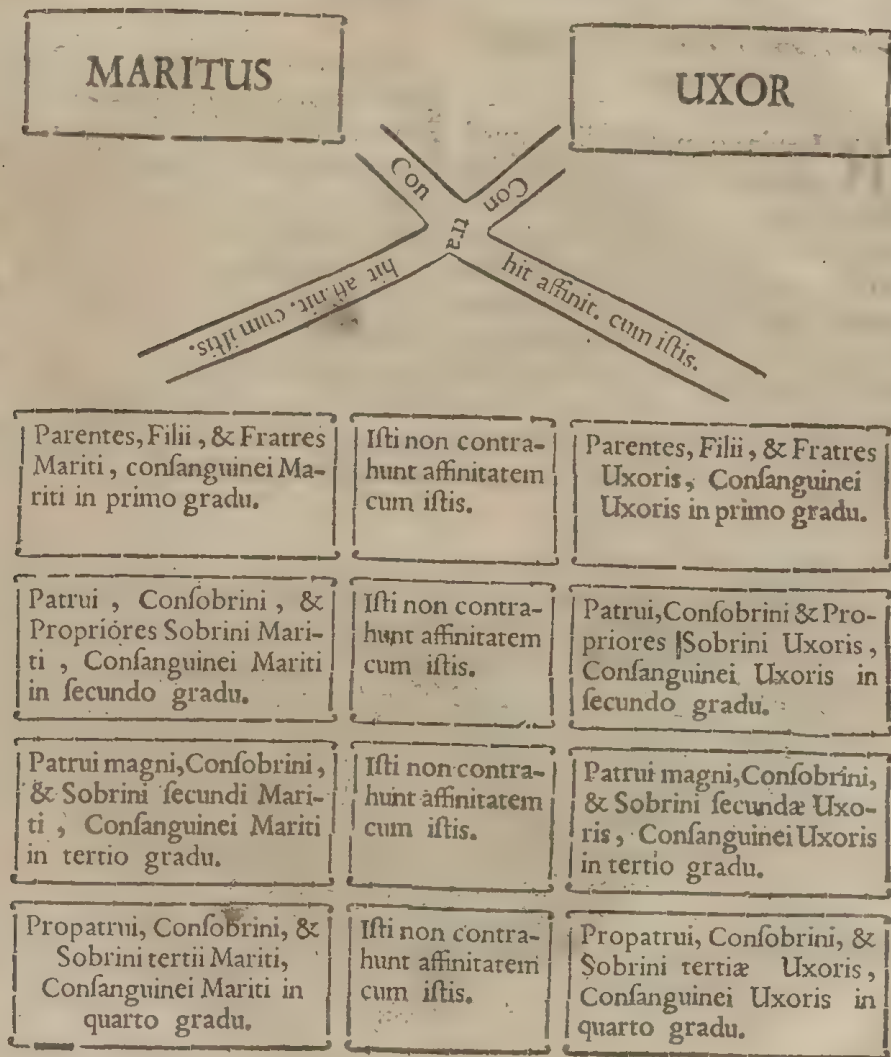 MARITUS
UXOR
Con
Con
tra
hit affinit. cum iſtis.
hit affinit. cum iſtis.
Parentes, Filii, & Fratres
Mariti, conſanguinei Ma-
riti in primo gradu.
Iſti non contra-
hunt affinitatem
cum iſtis.
Parentes, Filii, & Fratres
Uxoris, Conſanguinei
Uxoris in primo gradu.
Patrui, Conſobrini, &
Proprióres Sobrini Mari-
ti, Conſanguinei Mariti
in ſecundo gradu.
Iſti non contra-
hunt affinitatem
cum iſtis.
Patrui, Conſobrini & Pro-
priores Sobrini Uxoris,
Conſanguinei Uxoris in
ſecundo gradu.
Patrui magni, Conſobrini,
& Sobrini ſecundi Mari-
ti, Conſanguinei Mariti
in tertio gradu.
Iſti non contra-
hunt affinitatem
cum iſtis.
Patrui magni, Conſobrini,
& Sobrini ſecundæ Uxo-
ris, Conſanguinei Uxoris
in tertio gradu.
Propatrui, Conſobrini, &
Sobrini tertii Mariti,
Conſanguinei Mariti in
quarto gradu.
Iſti non contra-
hunt affinitatem
cum iſtis.
Propatrui, Conſobrini, &
Sobrini tertiæ Uxoris,
Conſanguinei Uxoris in
quarto gradu.